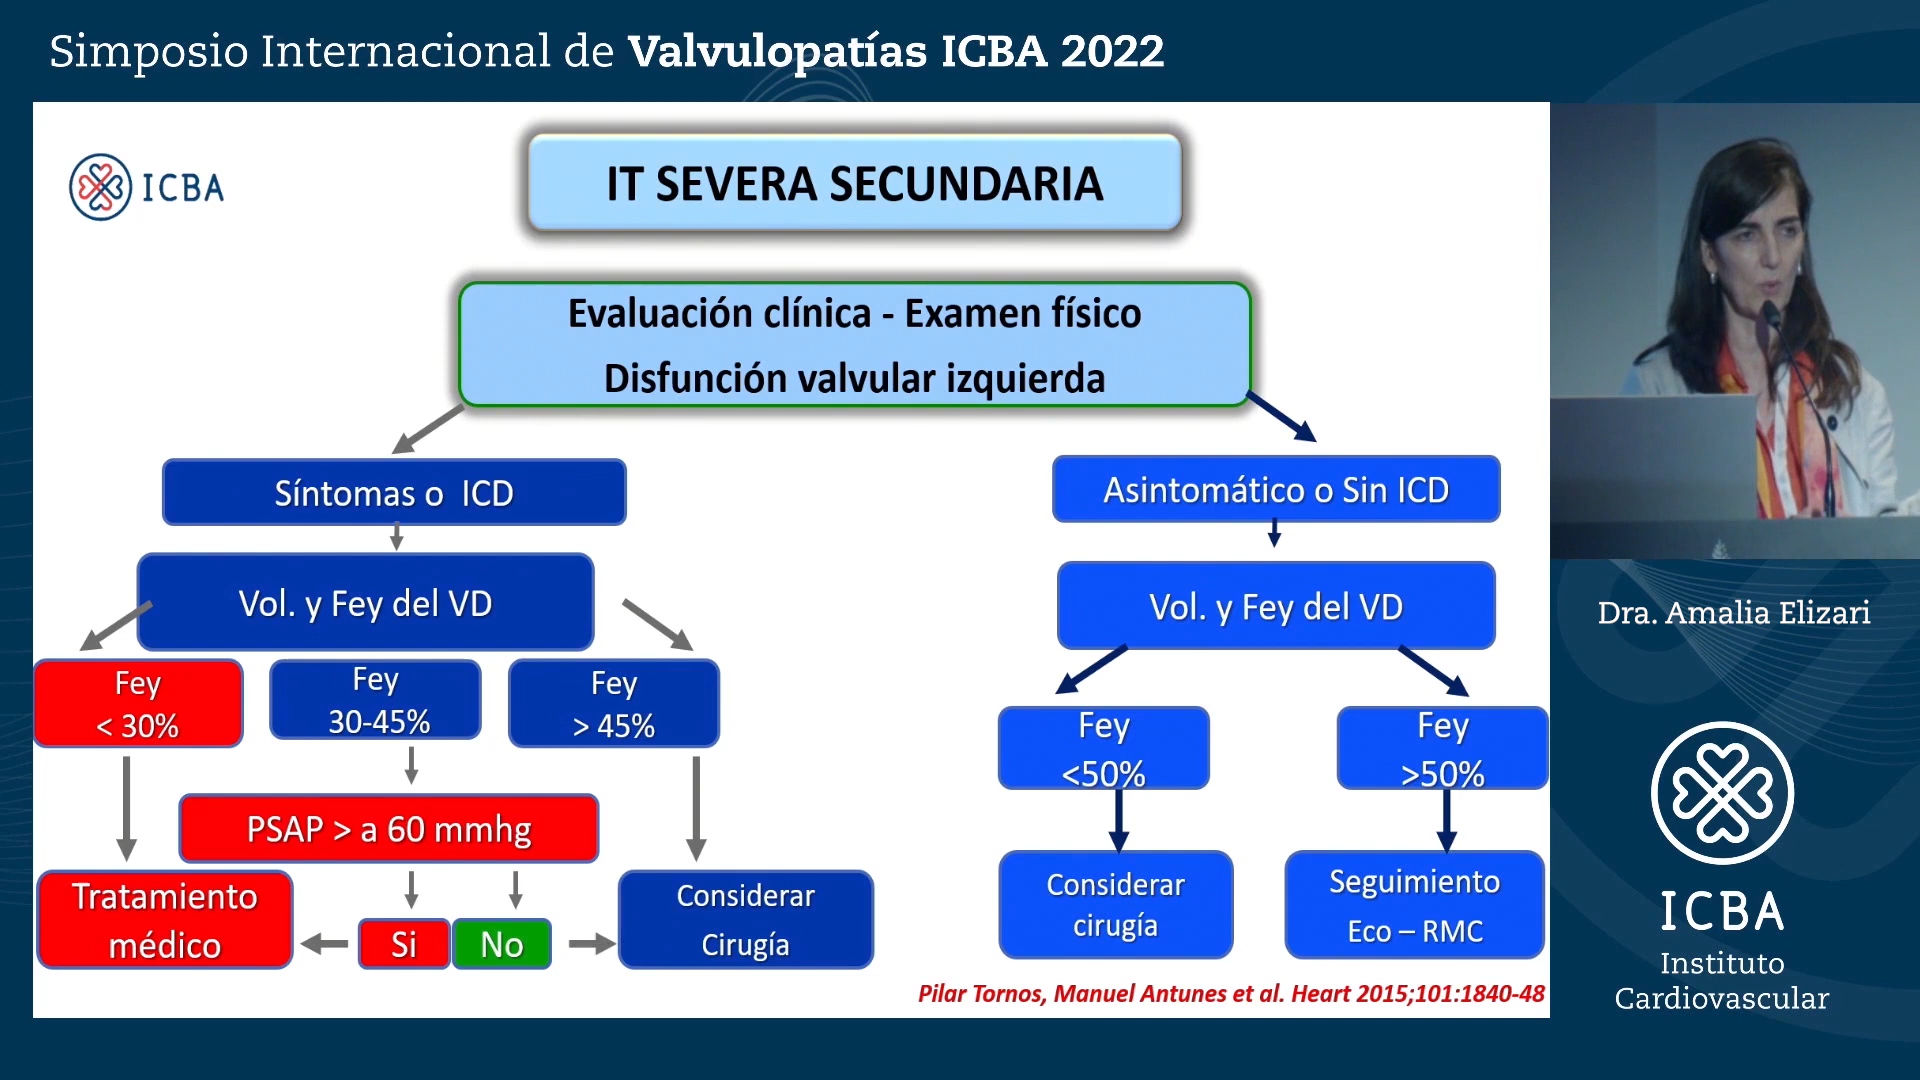 Simposio Internacional de Valvulopatías ICBA 2022
ICBA
IT SEVERA SECUNDARIA
Evaluación clínica - Examen físico
Disfunción valvular izquierda
Síntomas o ICD
Vol. y Fey del VD
Fey
< 30%
Fey
30-45%
Fey
> 45%
PSAP > a 60 mmhg
Tratamiento
médico
Si
No
Considerar
Cirugía
Asintomático o Sin ICD
Vol. y Fey del VD
Fey
<50%
Fey
>50%
Considerar
cirugía
Seguimiento
Eco – RMC
Pilar Tornos, Manuel Antunes et al. Heart 2015;101:1840-48
Dra. Amalia Elizari
ICBA
Instituto
Cardiovascular